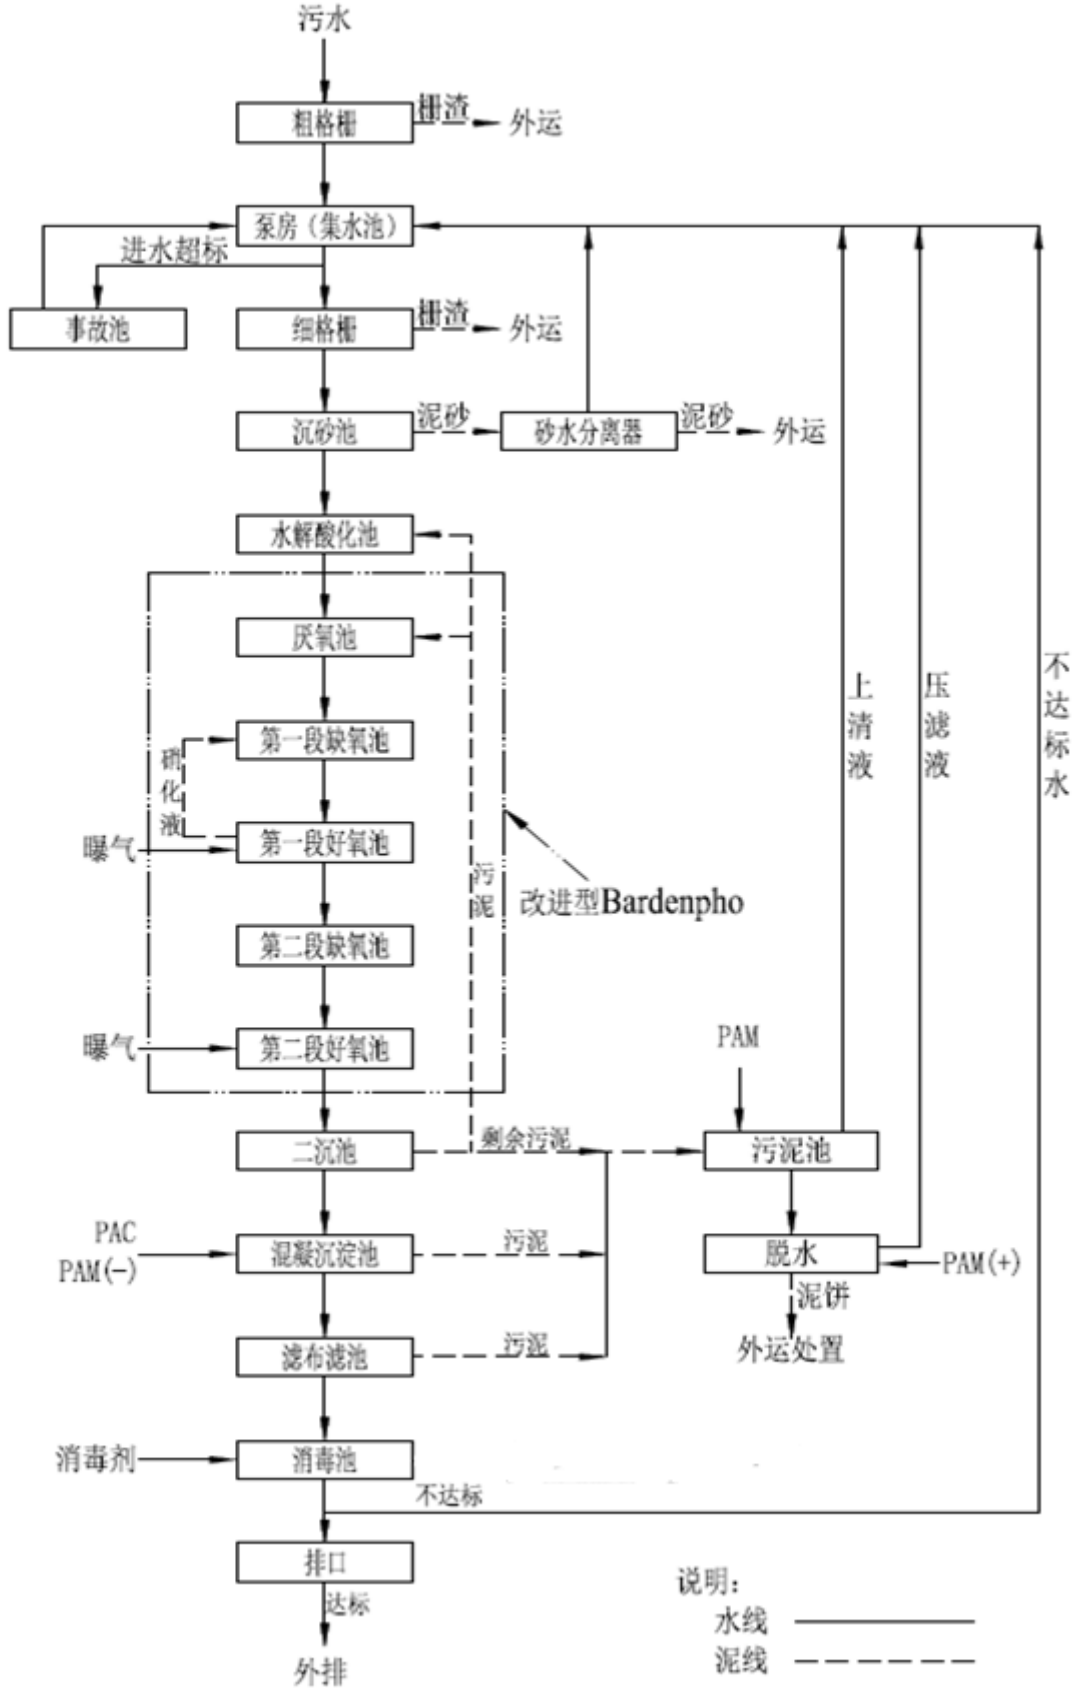 污水
粗格栅
栅渣
外运
泵房（集水池）
进水超标
事故池
细格栅
栅渣
外运
沉砂池
泥砂
砂水分离器
泥砂
外运
水解酸化池
厌氧池
第一段缺氧池
硝化液
曝气
第一段好氧池
污泥
改进型Bardenpho
上清液
压滤液
不达标水
第二段缺氧池
曝气
第二段好氧池
PAM
二沉池
剩余污泥
污泥池
PAC
PAM(-)
混凝沉淀池
污泥
脱水
PAM(+)
泥饼
外运处置
滤布滤池
污泥
消毒剂
消毒池
不达标
排口
达标
外排
说明：
水线
泥线